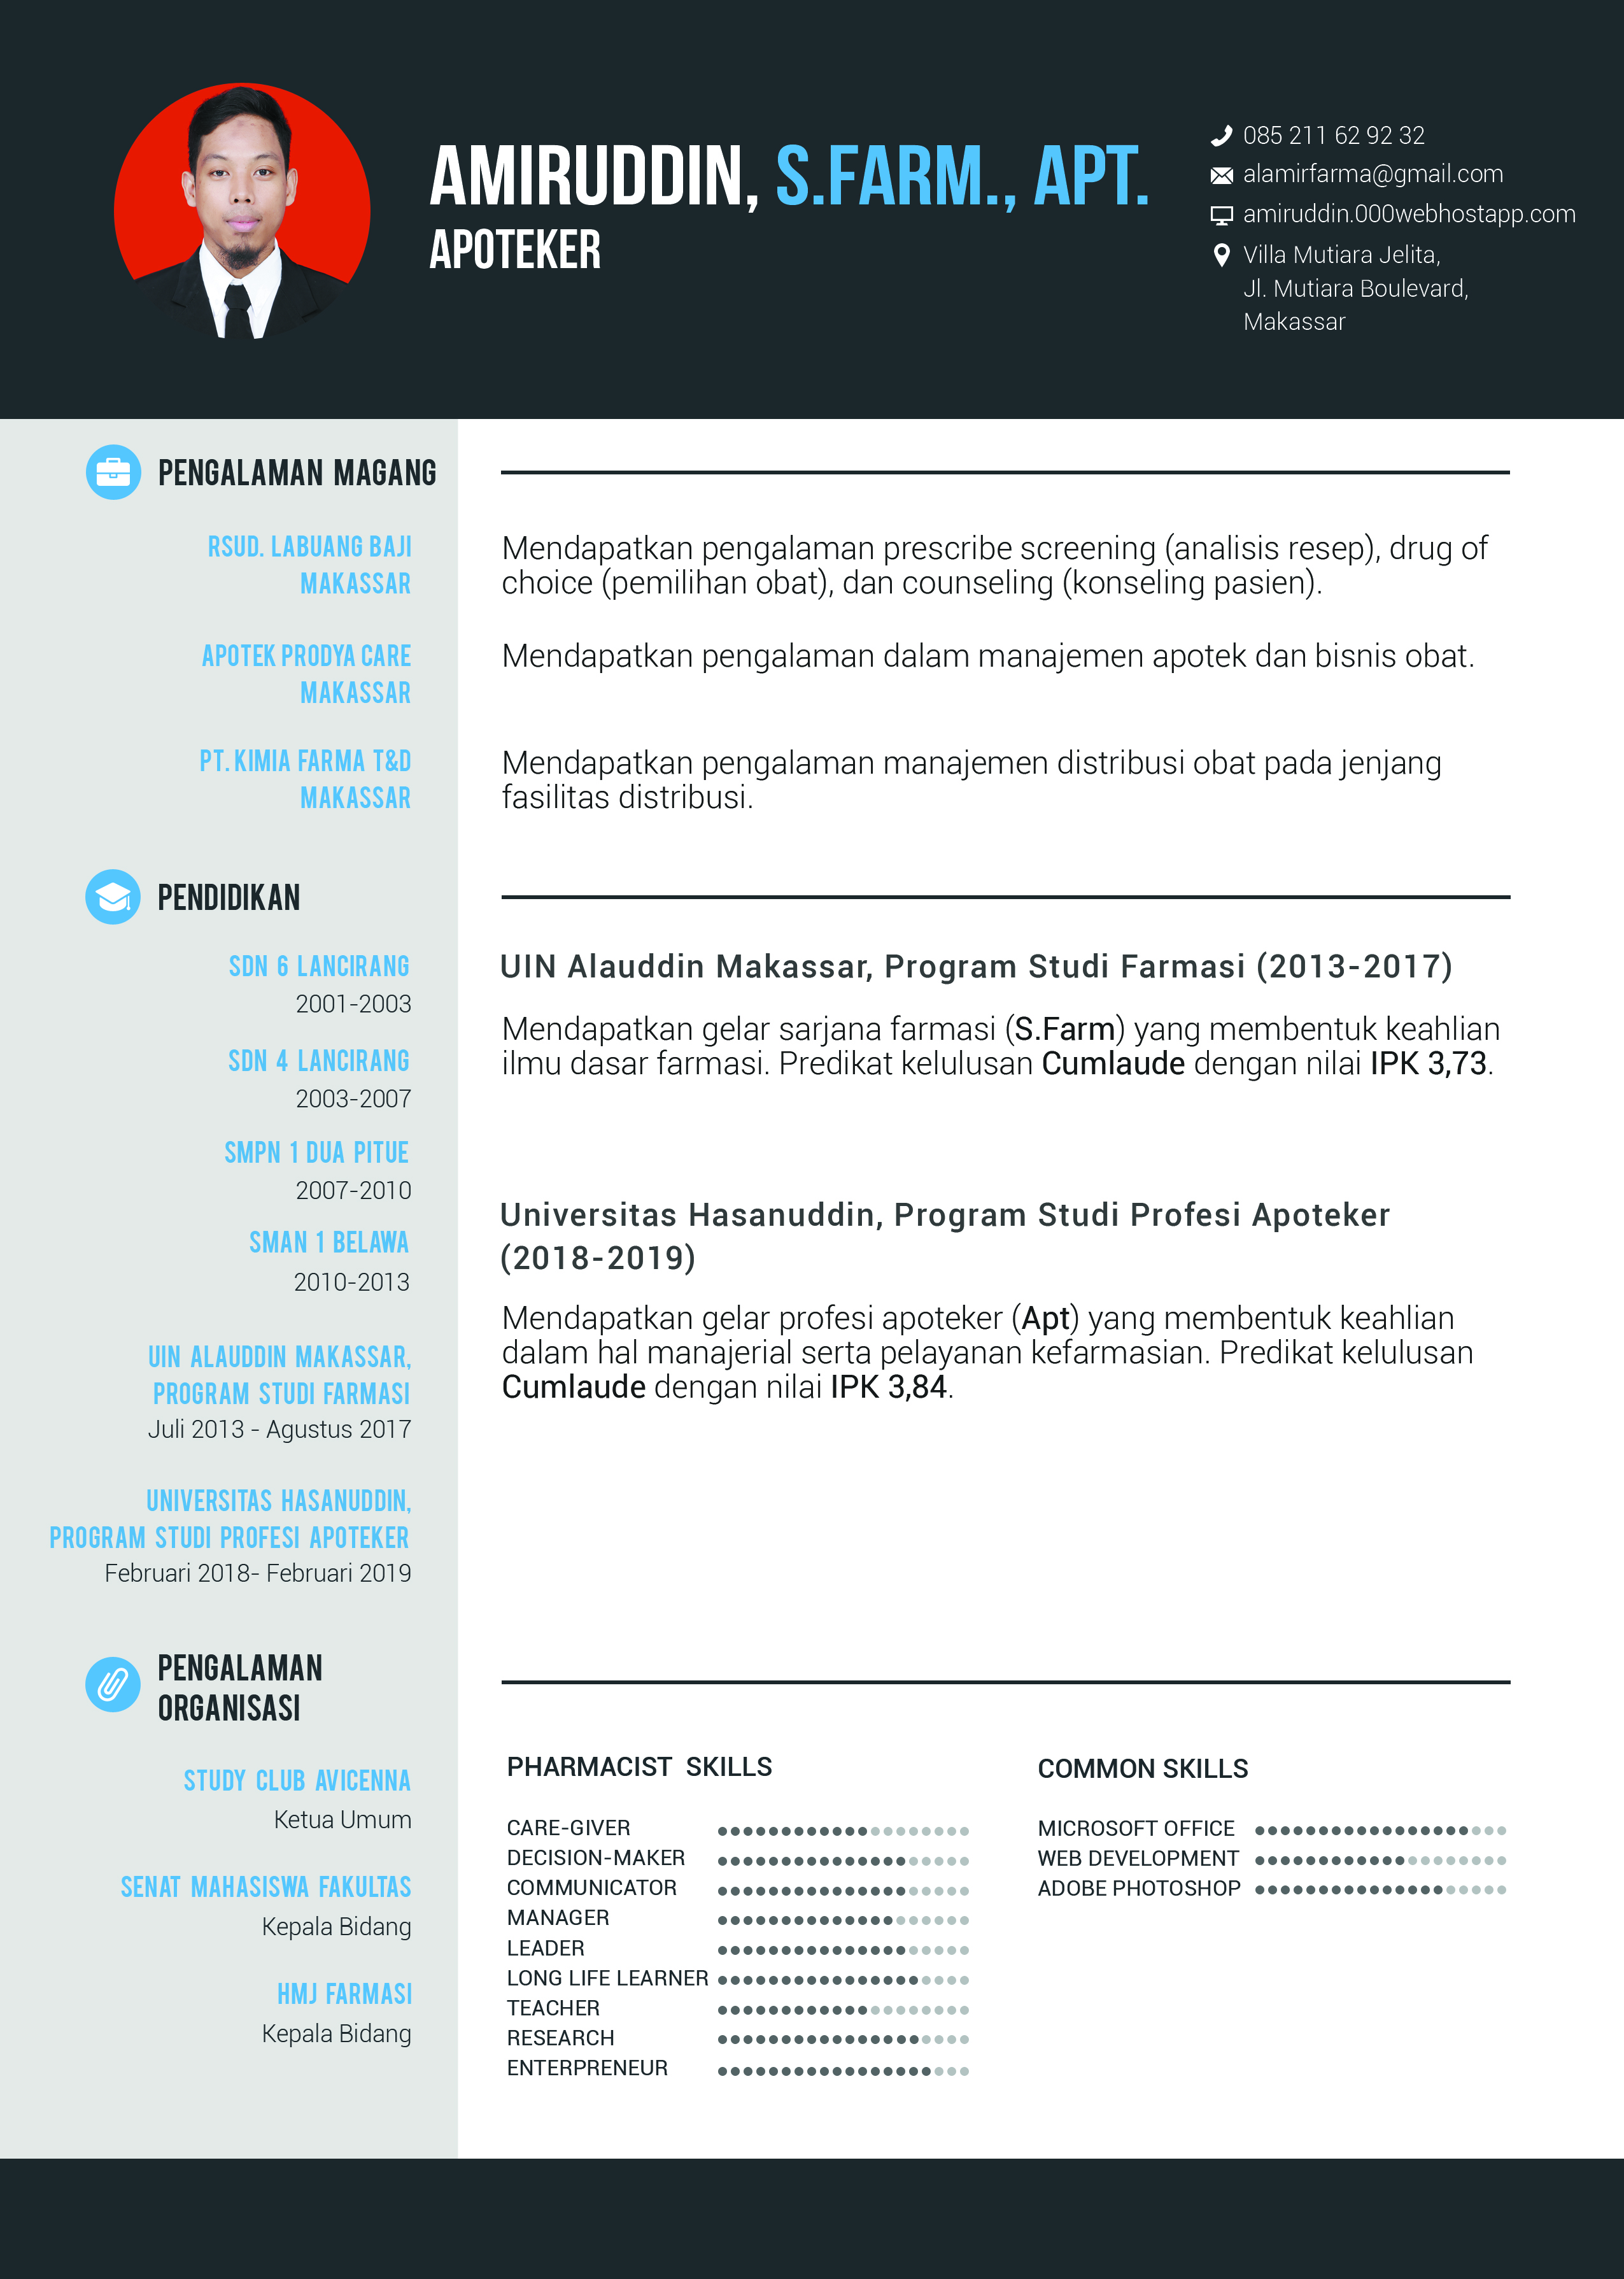 AMIRUDDIN, S.FARM., APT.
APOTEKER
085 211 62 92 32
alamirfarma@gmail.com
amiruddin.000webhostapp.com
Villa Mutiara Jelita,
Jl. Mutiara Boulevard,
Makassar
PENGALAMAN MAGANG
RSUD. LABUANG BAJI
MAKASSAR
Mendapatkan pengalaman prescribe screening (analisis resep), drug of
choice (pemilihan obat), dan counseling (konseling pasien).
APOTEK PRODYA CARE
MAKASSAR
Mendapatkan pengalaman dalam manajemen apotek dan bisnis obat.
PT. KIMIA FARMA T&D
MAKASSAR
Mendapatkan pengalaman manajemen distribusi obat pada jenjang
fasilitas distribusi.
PENDIDIKAN
SDN 6 LANCIRANG
2001-2003
SDN 4 LANCIRANG
2003-2007
SMPN 1 DUA PITUE
2007-2010
SMAN 1 BELAWA
2010-2013
UIN ALAUDDIN MAKASSAR,
PROGRAM STUDI FARMASI
Juli 2013 - Agustus 2017
UNIVERSITAS HASANUDDIN,
PROGRAM STUDI PROFESI APOTEKER
Februari 2018- Februari 2019
UIN Alauddin Makassar, Program Studi Farmasi (2013-2017)
Mendapatkan gelar sarjana farmasi (S.Farm) yang membentuk keahlian
ilmu dasar farmasi. Predikat kelulusan Cumlaude dengan nilai IPK 3,73.
Universitas Hasanuddin, Program Studi Profesi Apoteker
(2018-2019)
Mendapatkan gelar profesi apoteker (Apt) yang membentuk keahlian
dalam hal manajerial serta pelayanan kefarmasian. Predikat kelulusan
Cumlaude dengan nilai IPK 3,84.
PENGALAMAN
ORGANISASI
STUDY CLUB AVICENNA
Ketua Umum
SENAT MAHASISWA FAKULTAS
Kepala Bidang
HMJ FARMASI
Kepala Bidang
PHARMACIST SKILLS
CARE-GIVER
DECISION-MAKER
COMMUNICATOR
MANAGER
LEADER
LONG LIFE LEARNER
TEACHER
RESEARCH
ENTERPRENEUR
COMMON SKILLS
MICROSOFT OFFICE
WEB DEVELOPMENT
ADOBE PHOTOSHOP